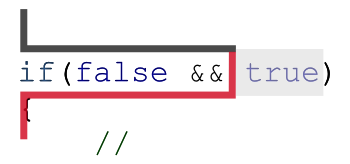 if(false && true)
{
//